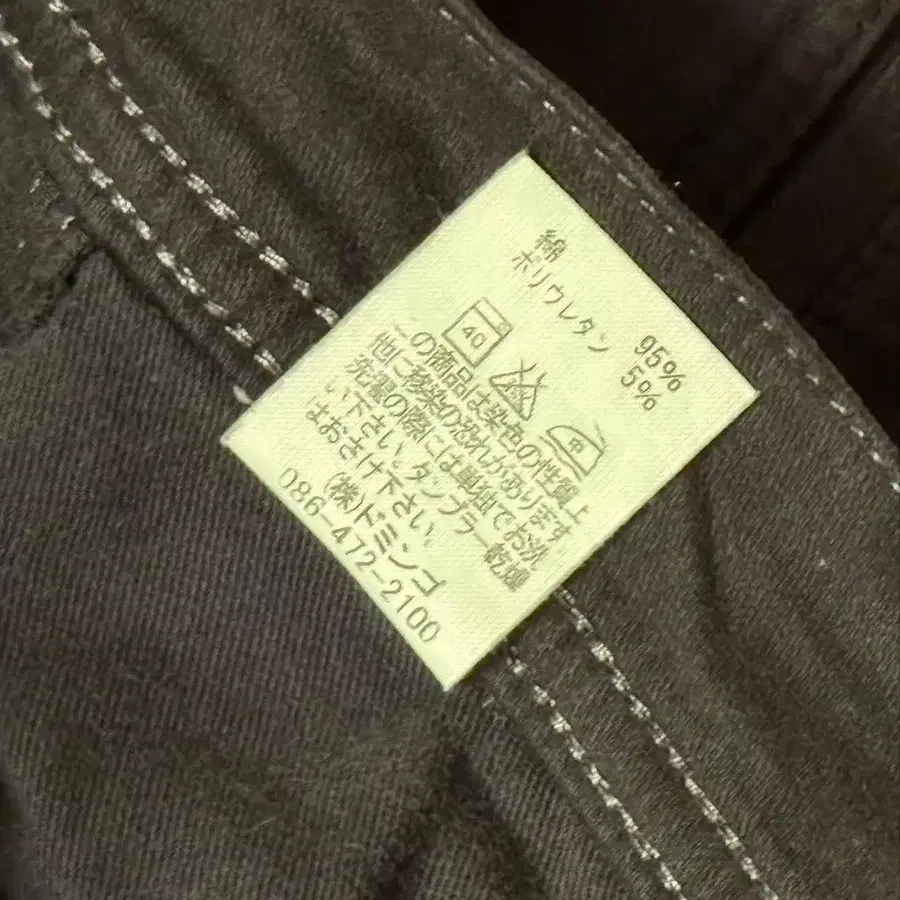 綿 95%
ポリウレタン 5%
40
この商品は染色の性質上
他に移染の恐れがあります
洗濯の際には単独でお洗
い下さい。タンブラー乾燥
はおさけ下さい。
(株)ドミンゴ
086-472-2100